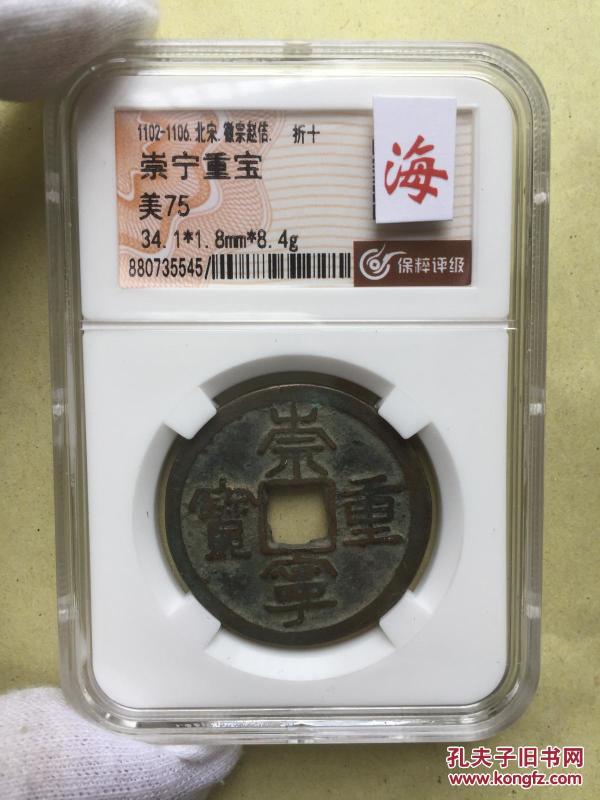 1102-1106.北宋.徽宗赵佶. 折十
崇宁重宝
美75
34.1*1.8mm*8.4g
880735545/
保粹评级
海
崇
寶 重
寧
孔夫子旧书网
www.kongfz.com